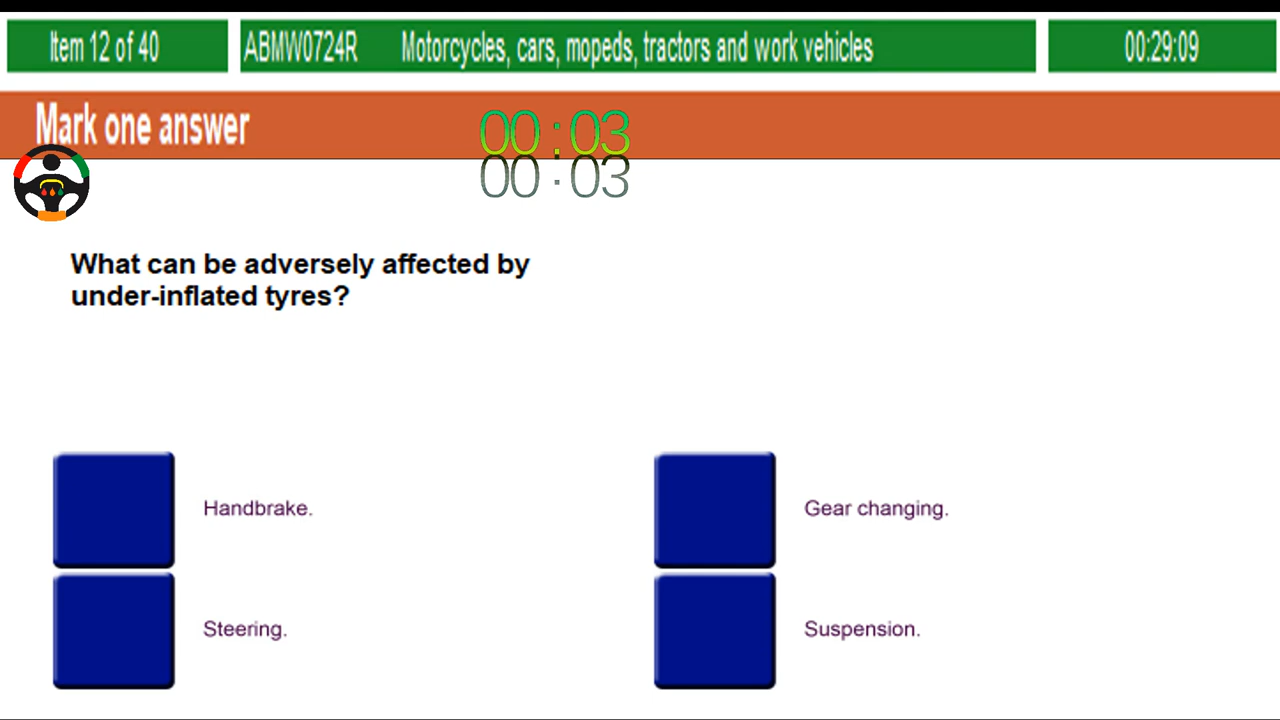 Item 12 of 40
ABMW0724R Motorcycles, cars, mopeds, tractors and work vehicles
00:29:09
Mark one answer
00:03
00:03
What can be adversely affected by
under-inflated tyres?
Handbrake.
Gear changing.
Steering.
Suspension.